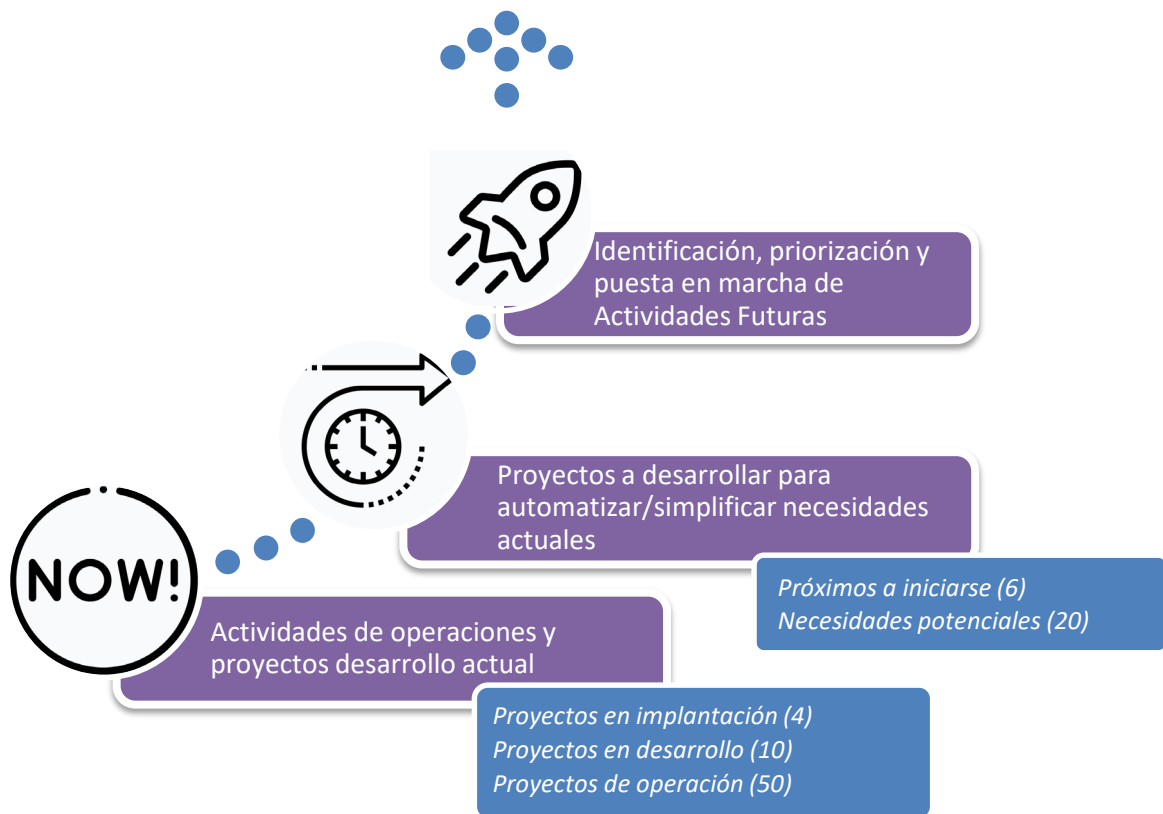 Identificación, priorización y
puesta en marcha de
Actividades Futuras
Proyectos a desarrollar para
automatizar/simplificar necesidades
actuales
Próximos a iniciarse (6)
Necesidades potenciales (20)
NOW!
Actividades de operaciones y
proyectos desarrollo actual
Proyectos en implantación (4)
Proyectos en desarrollo (10)
Proyectos de operación (50)